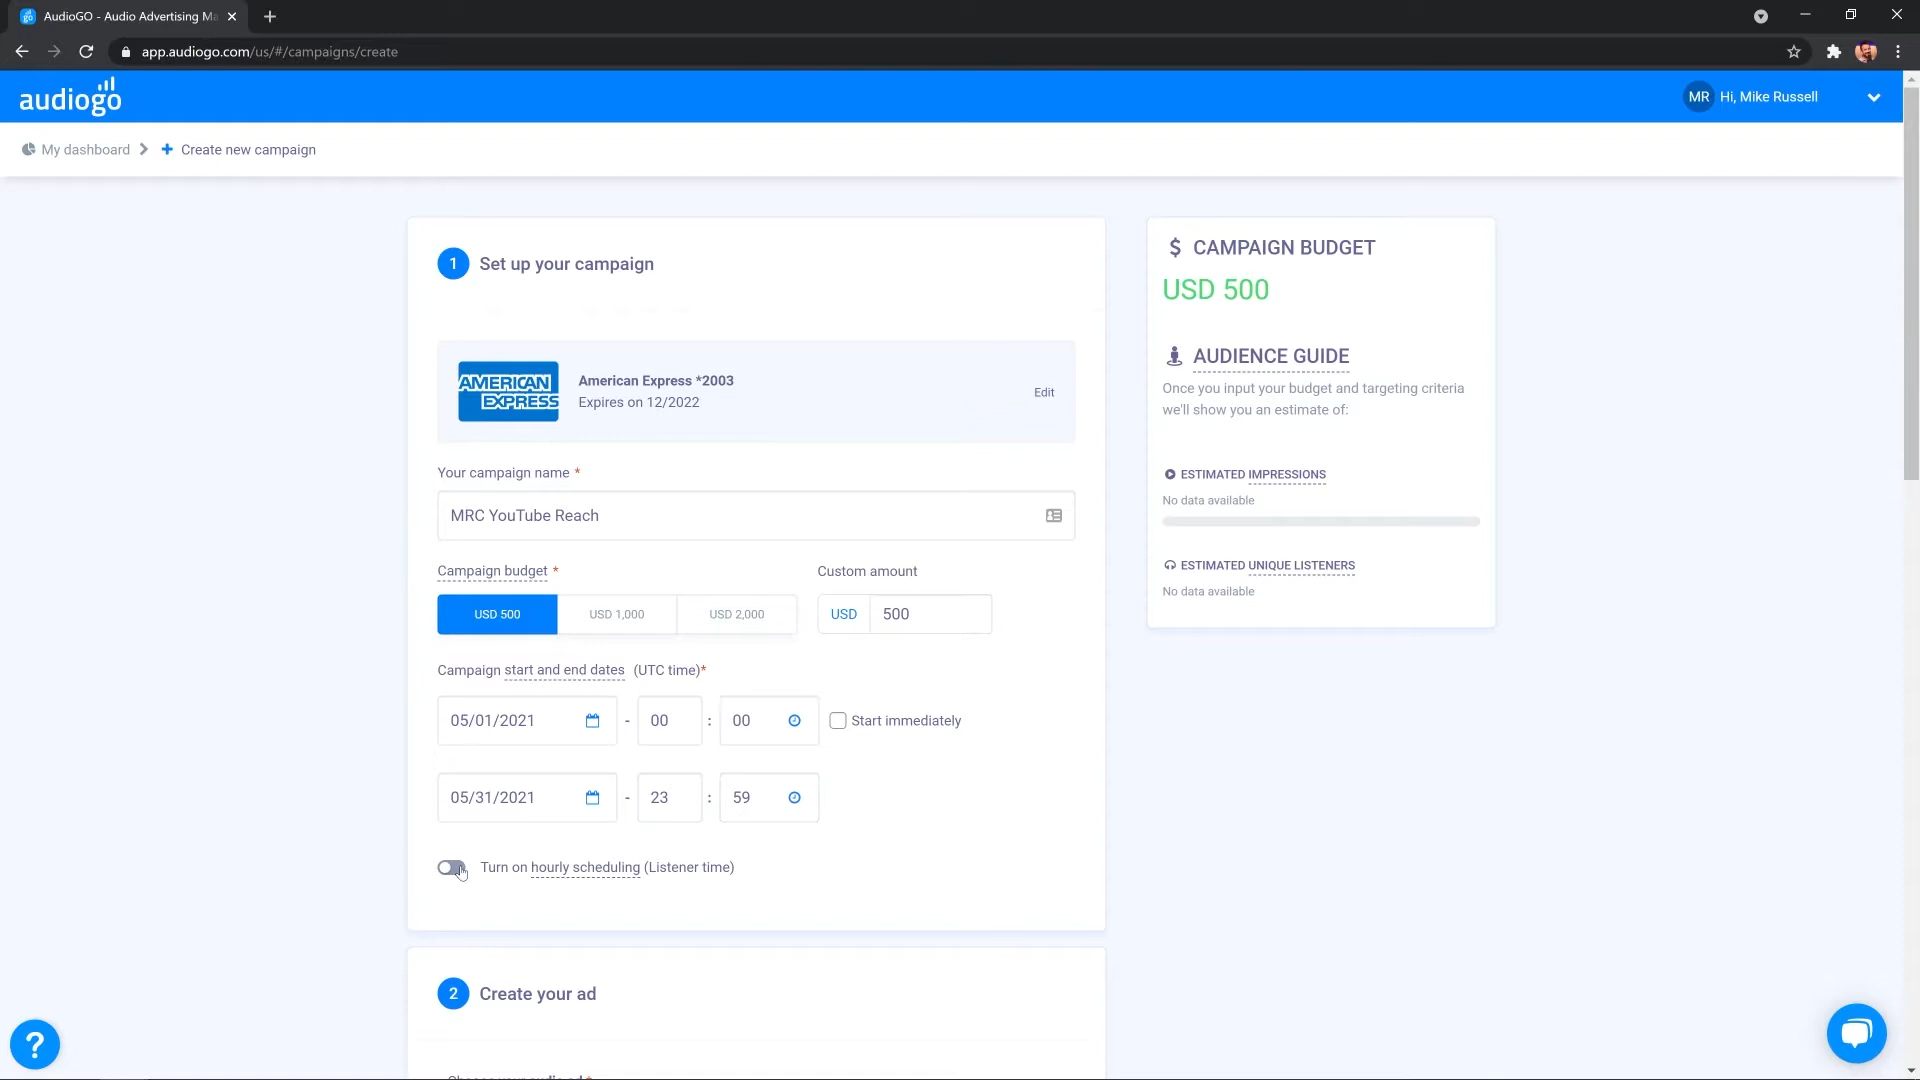 AudioGO - Audio Advertising Ma
app.audiogo.com/us/#/campaigns/create
audiogo
MR Hi, Mike Russell
My dashboard
Create new campaign
1 Set up your campaign
AMERICAN
EXPRESS
American Express *2003
Expires on 12/2022
Edit
Your campaign name *
MRC YouTube Reach
Campaign budget *
Custom amount
USD 500
USD 1,000
USD 2,000
USD
500
Campaign start and end dates (UTC time)*
05/01/2021 - 00 : 00
Start immediately
05/31/2021 - 23 : 59
Turn on hourly scheduling (Listener time)
2 Create your ad
$ CAMPAIGN BUDGET
USD 500
AUDIENCE GUIDE
Once you input your budget and targeting criteria
we'll show you an estimate of:
ESTIMATED IMPRESSIONS
No data available
ESTIMATED UNIQUE LISTENERS
No data available
?